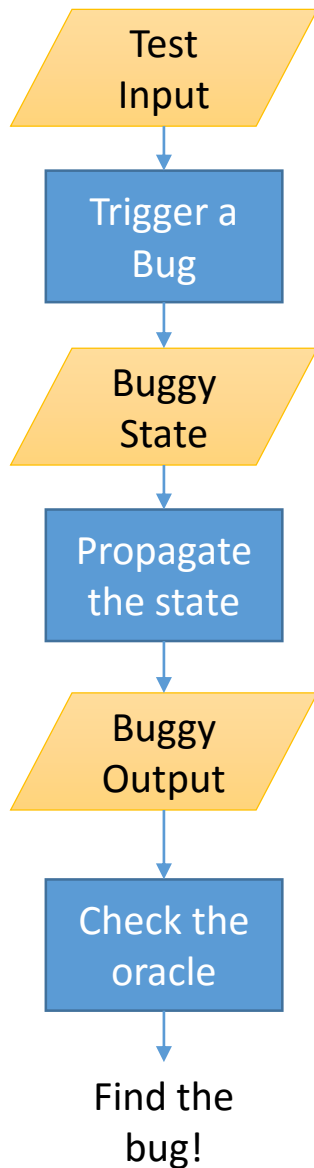 Test
Input
Trigger a
Bug
Buggy
State
Propagate
the state
Buggy
Output
Check the
oracle
Find the
bug!